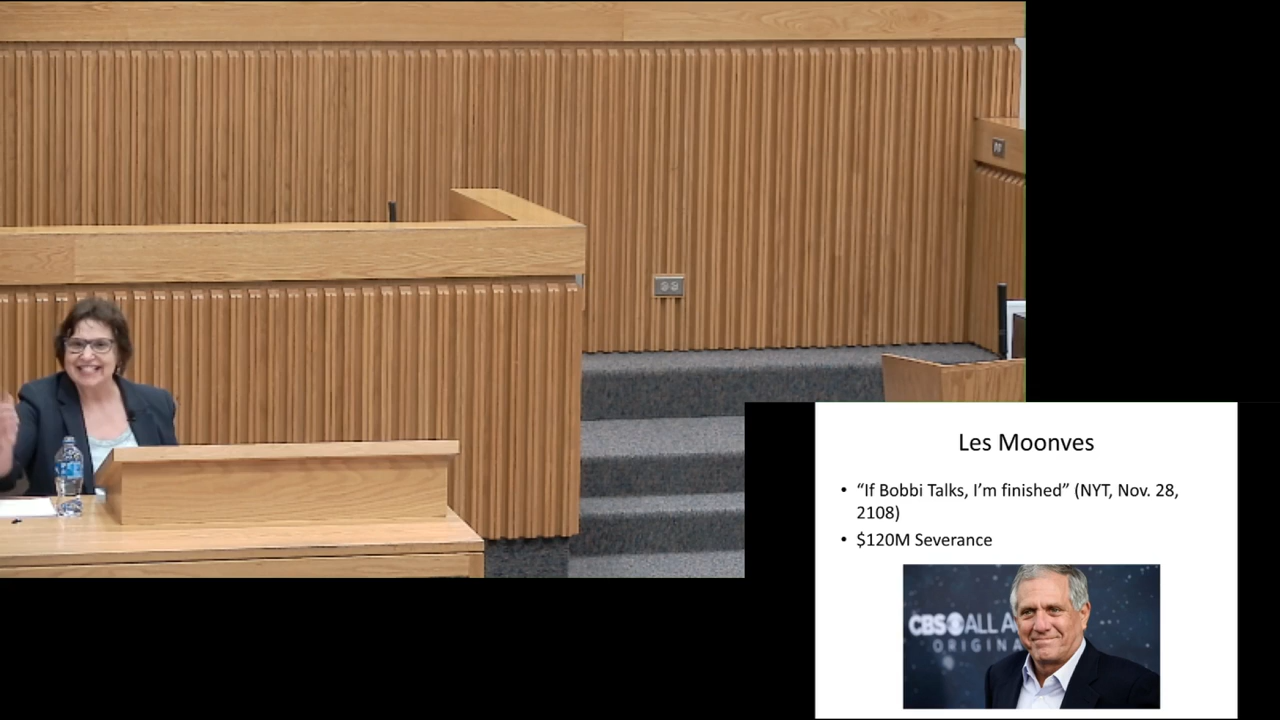 Les Moonves
• “If Bobbi Talks, I’m finished” (NYT, Nov. 28,
2108)
• $120M Severance
CBS ALL A
ORIGINA